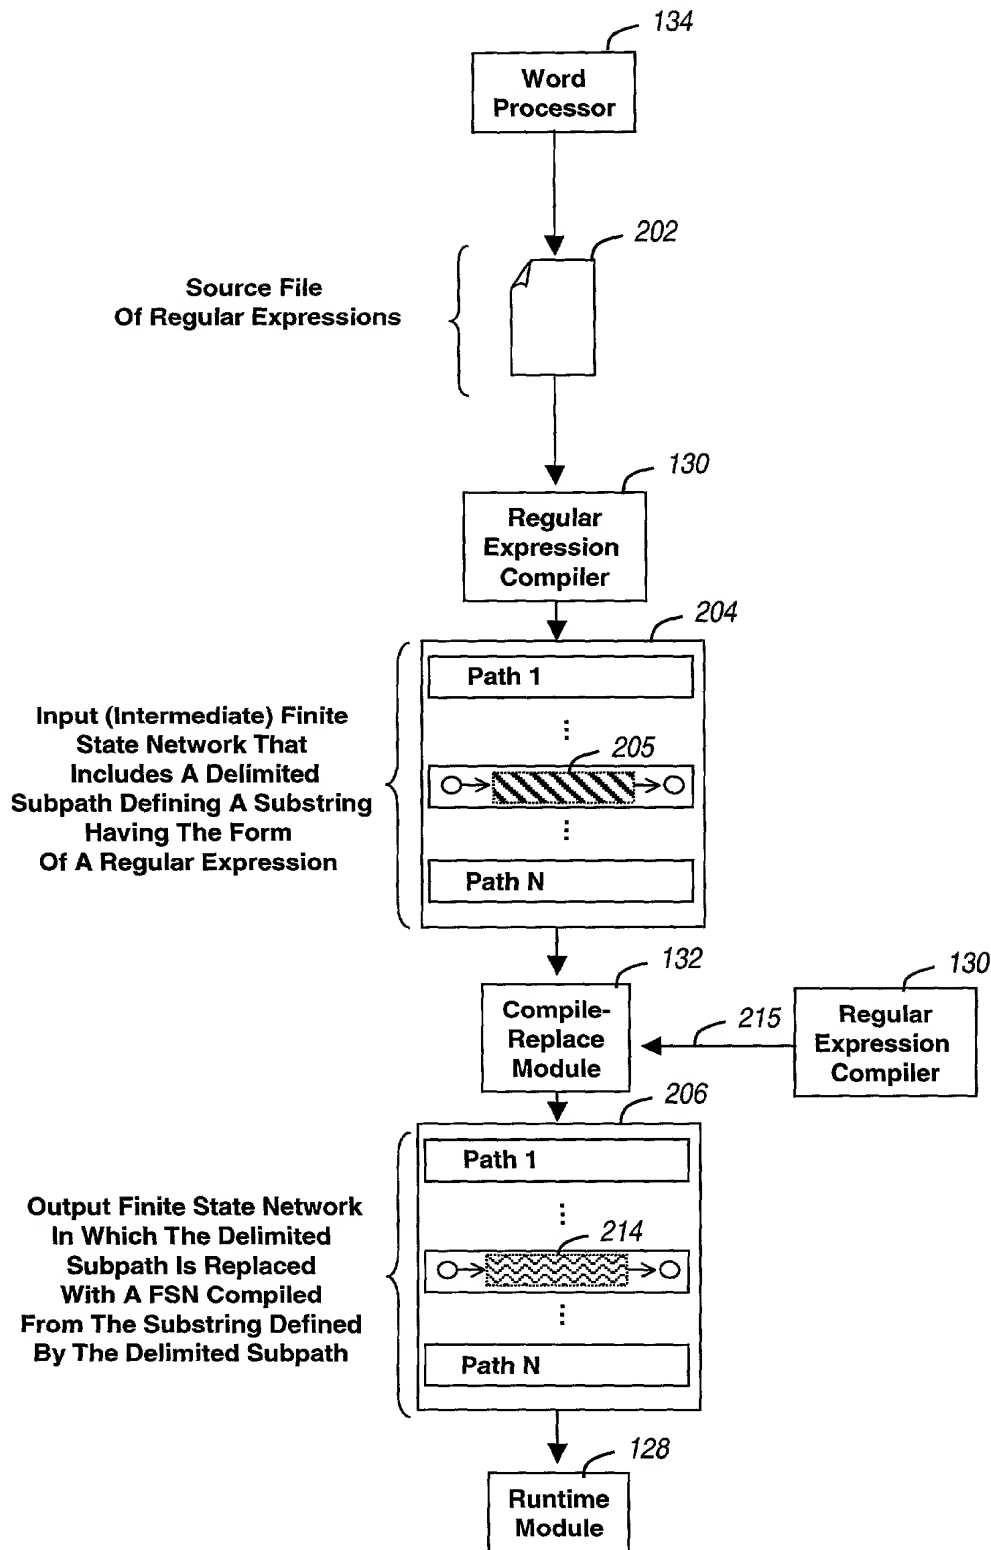 134
Word
Processor
202
Source File
Of Regular Expressions
130
Regular
Expression
Compiler
204
Path 1
...
Input (Intermediate) Finite
State Network That
Includes A Delimited
Subpath Defining A Substring
Having The Form
Of A Regular Expression
205
...
Path N
132
Compile-
Replace
Module
215
130
Regular
Expression
Compiler
206
Path 1
...
Output Finite State Network
In Which The Delimited
Subpath Is Replaced
With A FSN Compiled
From The Substring Defined
By The Delimited Subpath
214
...
Path N
128
Runtime
Module